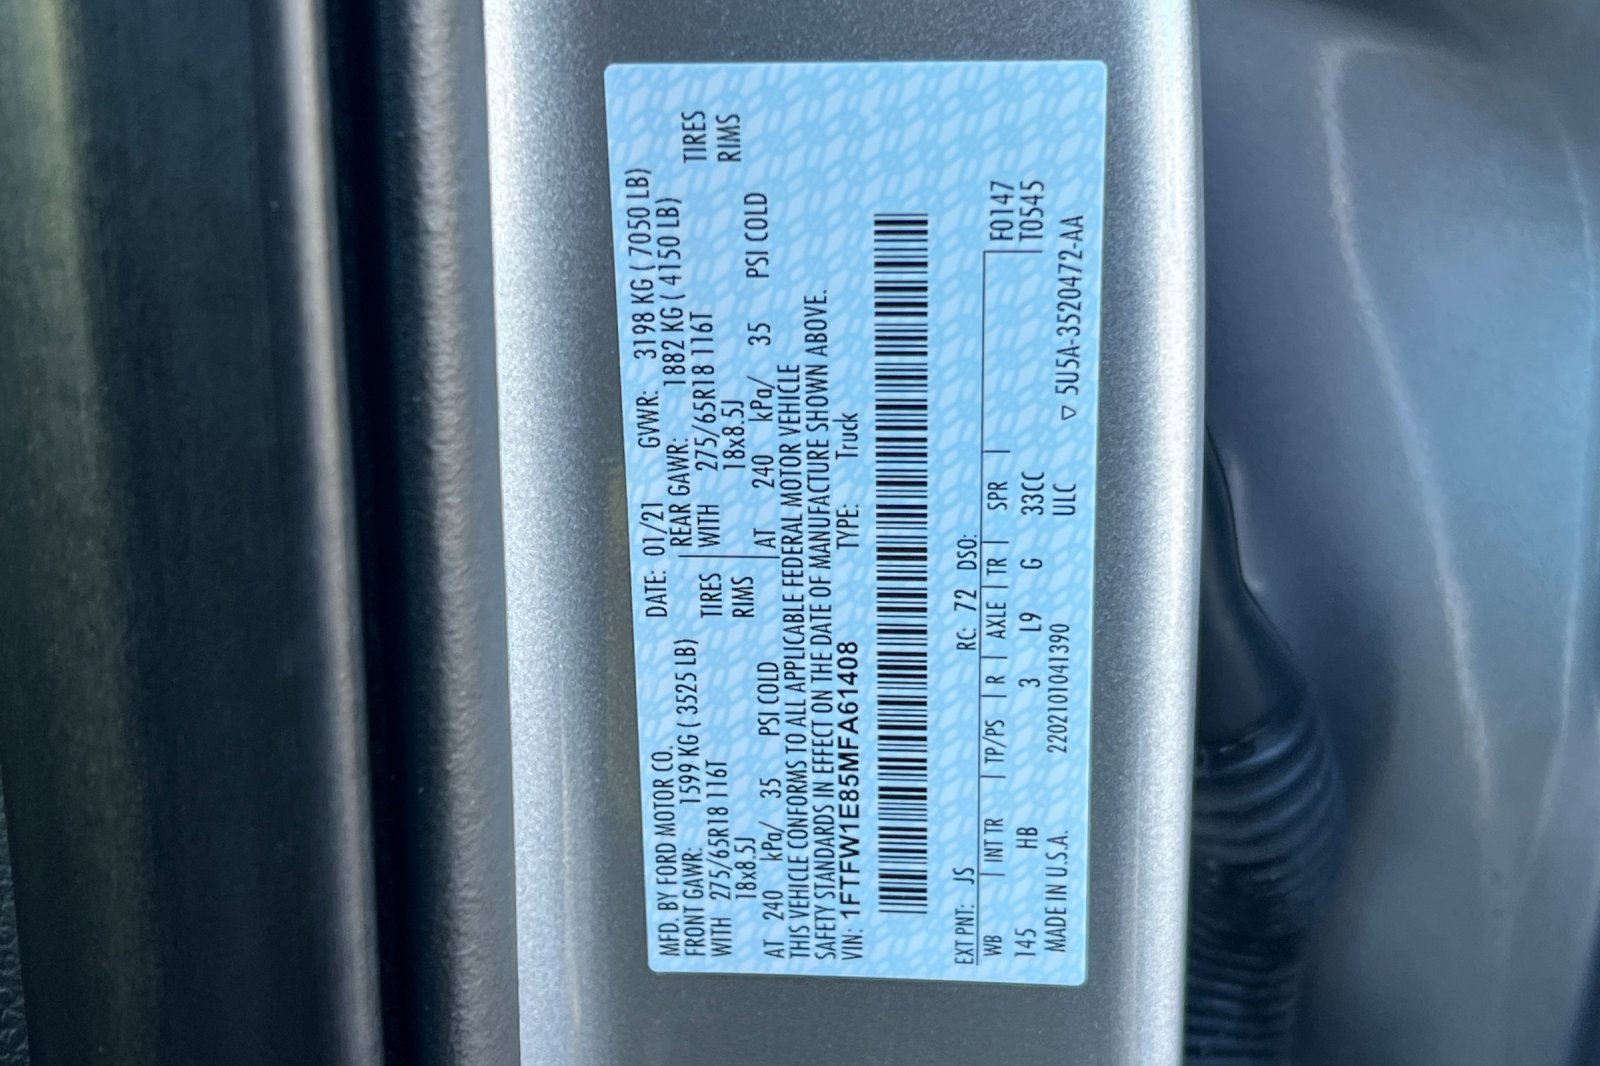 MFD. BY FORD MOTOR CO. DATE: 01/21 GVWR: 3198 KG ( 7050 LB)
FRONT GAWR: 1599 KG ( 3525 LB) REAR GAWR: 1882 KG ( 4150 LB)
WITH 275/65R18 116T TIRES WITH 275/65R18 116T TIRES
18x8.5J RIMS 18x8.5J RIMS
AT 240 kPa/ 35 PSI COLD AT 240 kPa/ 35 PSI COLD
THIS VEHICLE CONFORMS TO ALL APPLICABLE FEDERAL MOTOR VEHICLE
SAFETY STANDARDS IN EFFECT ON THE DATE OF MANUFACTURE SHOWN ABOVE.
VIN: 1FTFW1E85MFA61408 TYPE: Truck
EXT PNT: JS RC: 72 DSO:
WB | INT TR | TP/PS | R | AXLE | TR | SPR | F0147
145 HB 3 L9 G 33CC T0545
MADE IN U.S.A. 220210104I390 ULC ▽ 5U5A-3520472-AA